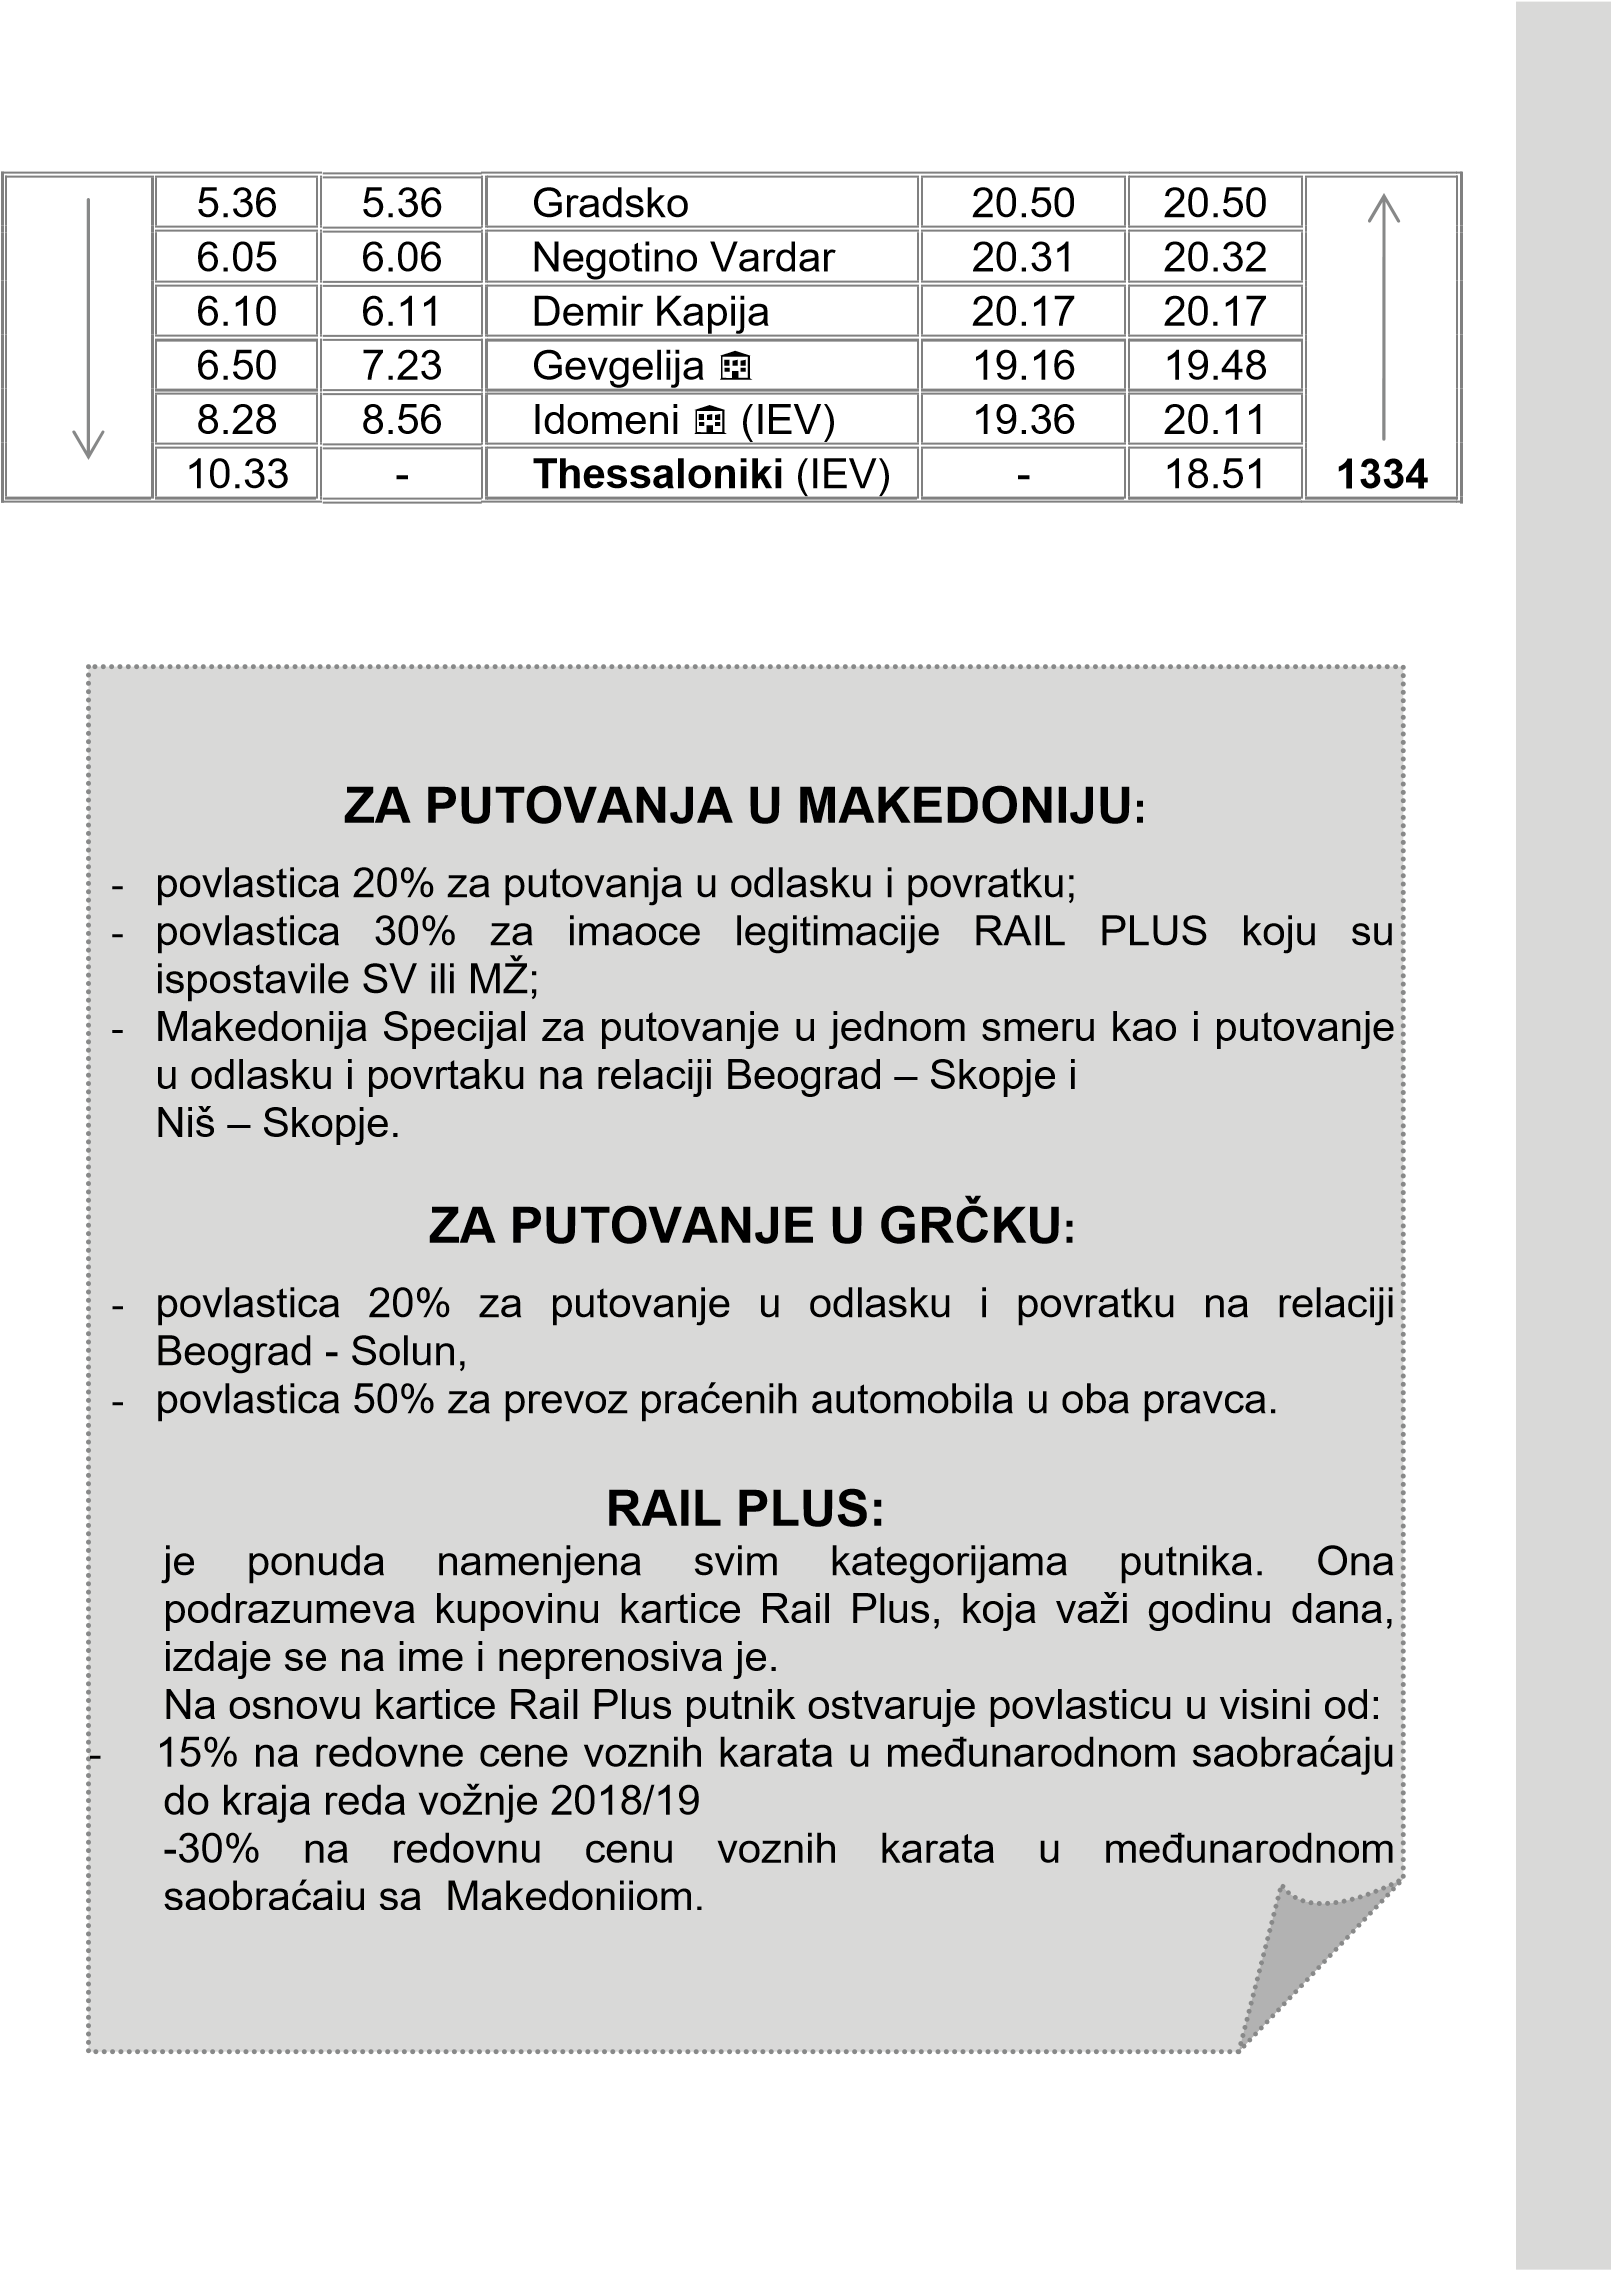 5.36 5.36 Gradsko 20.50 20.50
6.05 6.06 Negotino Vardar 20.31 20.32
6.10 6.11 Demir Kapija 20.17 20.17
6.50 7.23 Gevgelija 19.16 19.48
8.28 8.56 Idomeni (IEV) 19.36 20.11
10.33 - Thessaloniki (IEV) - 18.51 1334
ZA PUTOVANJA U MAKEDONIJU:
- povlastica 20% za putovanja u odlasku i povratku;
- povlastica 30% za imaoce legitimacije RAIL PLUS koju su
ispostavile SV ili MŽ;
- Makedonija Specijal za putovanje u jednom smeru kao i putovanje
u odlasku i povrtaku na relaciji Beograd – Skopje i
Niš – Skopje.
ZA PUTOVANJE U GRČKU:
- povlastica 20% za putovanje u odlasku i povratku na relaciji
Beograd - Solun,
- povlastica 50% za prevoz praćenih automobila u oba pravca.
RAIL PLUS:
je ponuda namenjena svim kategorijama putnika. Ona
podrazumeva kupovinu kartice Rail Plus, koja važi godinu dana,
izdaje se na ime i neprenosiva je.
Na osnovu kartice Rail Plus putnik ostvaruje povlasticu u visini od:
- 15% na redovne cene voznih karata u međunarodnom saobraćaju
do kraja reda vožnje 2018/19
-30% na redovnu cenu voznih karata u međunarodnom
saobraćaju sa Makedonijom.